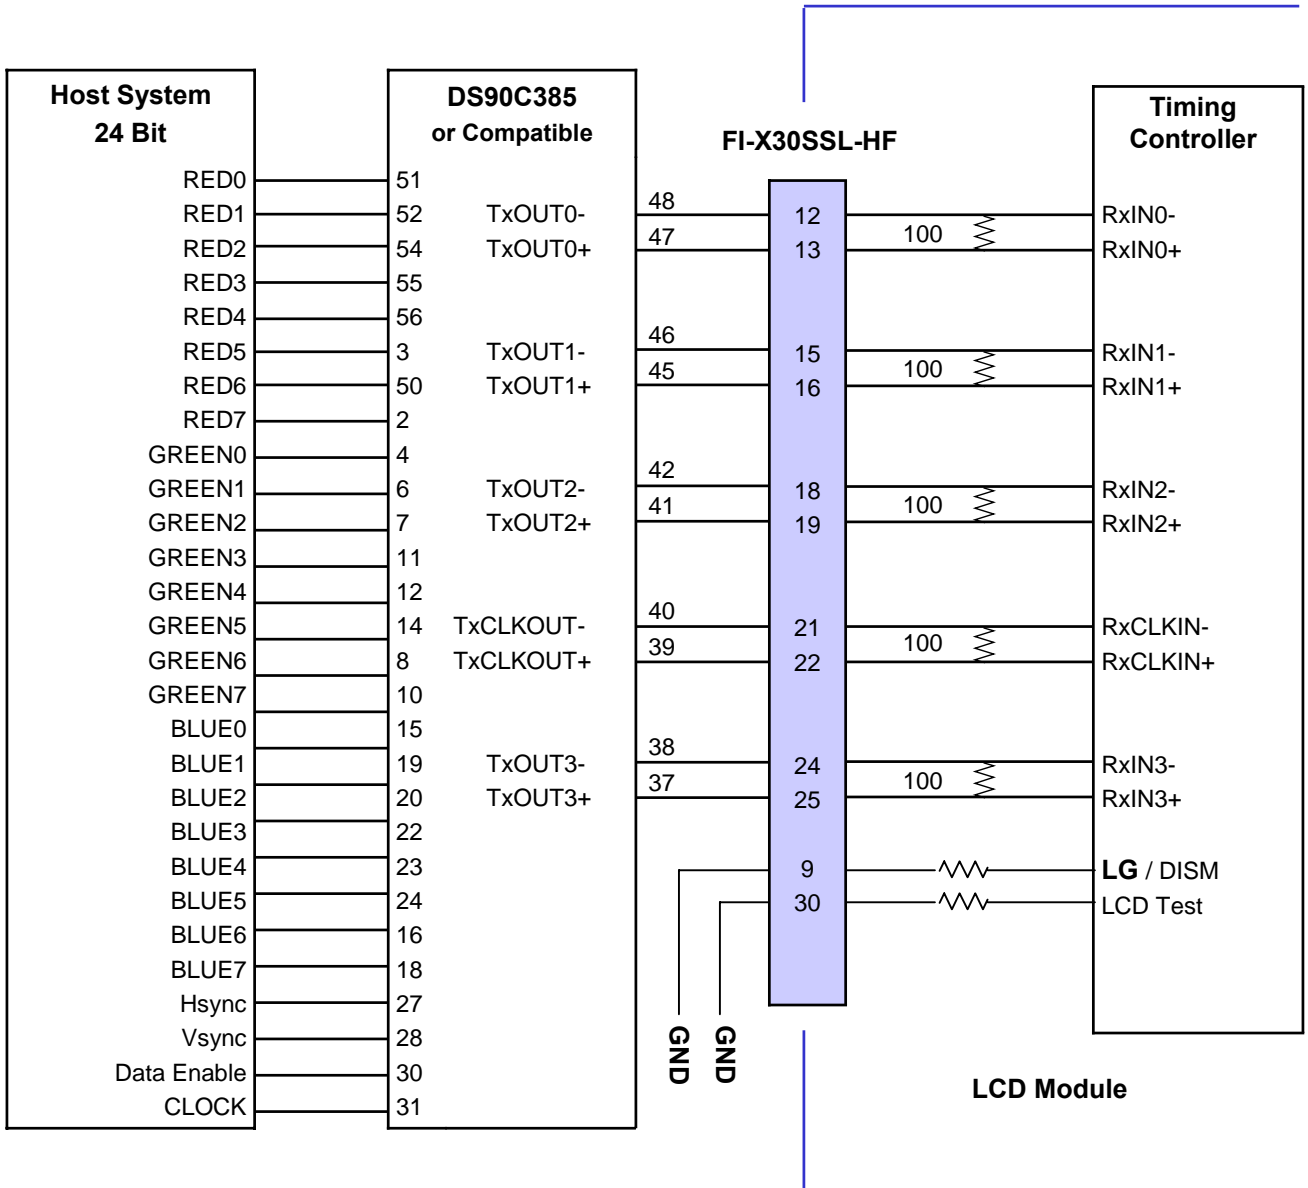 Host System
24 Bit
RED0
RED1
RED2
RED3
RED4
RED5
RED6
RED7
GREEN0
GREEN1
GREEN2
GREEN3
GREEN4
GREEN5
GREEN6
GREEN7
BLUE0
BLUE1
BLUE2
BLUE3
BLUE4
BLUE5
BLUE6
BLUE7
Hsync
Vsync
Data Enable
CLOCK
DS90C385
or Compatible
51
52 TxOUT0-
54 TxOUT0+
55
56
3 TxOUT1-
50 TxOUT1+
2
4
6 TxOUT2-
7 TxOUT2+
11
12
14 TxCLKOUT-
8 TxCLKOUT+
10
15
19 TxOUT3-
20 TxOUT3+
22
23
24
16
18
27
28
30
31
48
47
46
45
42
41
40
39
38
37
GND
GND
FI-X30SSL-HF
12
13
15
16
18
19
21
22
24
25
9
30
100
100
100
100
100
Timing
Controller
RxIN0-
RxIN0+
RxIN1-
RxIN1+
RxIN2-
RxIN2+
RxCLKIN-
RxCLKIN+
RxIN3-
RxIN3+
LG / DISM
LCD Test
LCD Module